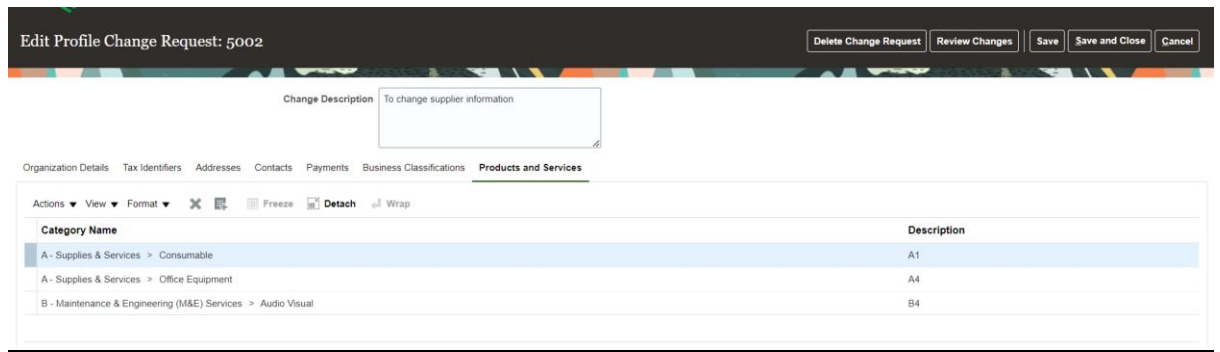 Edit Profile Change Request: 5002
Delete Change Request Review Changes Save Save and Close Cancel
Change Description To change supplier information
Organization Details Tax Identifiers Addresses Contacts Payments Business Classifications Products and Services
Actions View Format Freeze Detach Wrap
Category Name Description
A - Supplies & Services > Consumable A1
A - Supplies & Services > Office Equipment A4
B - Maintenance & Engineering (M&E) Services > Audio Visual B4